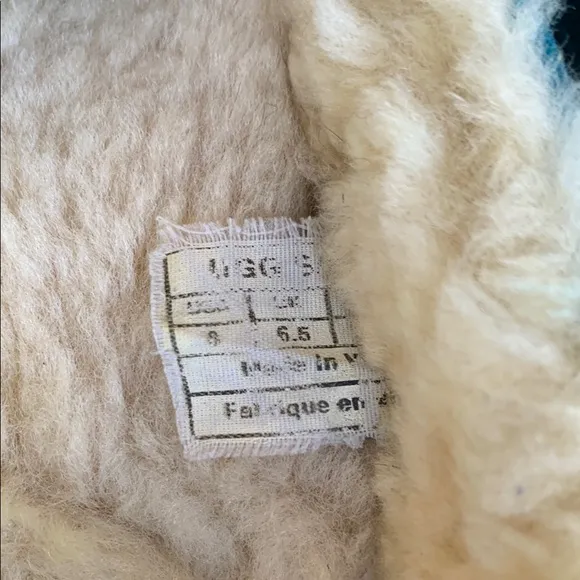 UGG
USA UK
8 6.5
Made in
Fabrique en